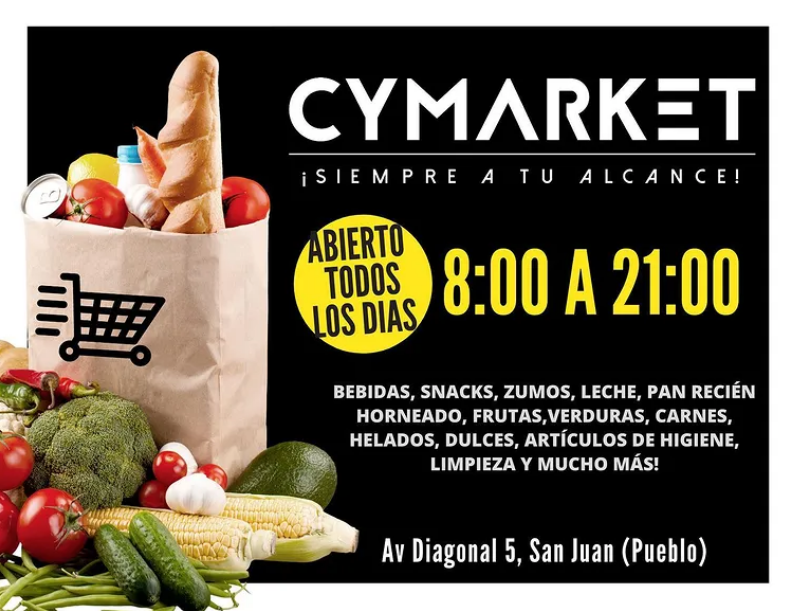 CYMARKET
¡SIEMPRE A TU ALCANCE!
ABIERTO
TODOS
LOS DIAS
8:00 A 21:00
BEBIDAS, SNACKS, ZUMOS, LECHE, PAN RECIÉN
HORNEADO, FRUTAS,VERDURAS, CARNES,
HELADOS, DULCES, ARTÍCULOS DE HIGIENE,
LIMPIEZA Y MUCHO MÁS!
Av Diagonal 5, San Juan (Pueblo)